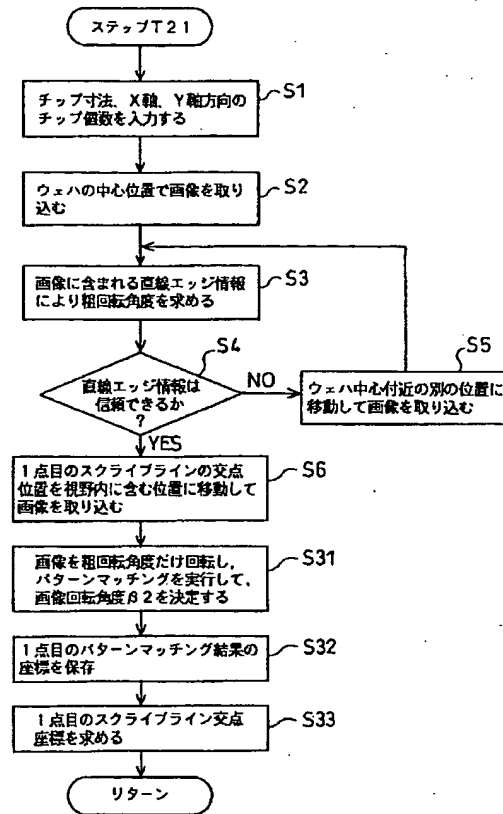 ステップT21
チップ寸法、X軸、Y軸方向の
チップ個数を入力する
S1
ウェハの中心位置で画像を取り
込む
S2
画像に含まれる直線エッジ情報
により粗回転角度を求める
S3
直線エッジ情報は
信頼できるか
?
S4
NO
ウェハ中心付近の別の位置に
移動して画像を取り込む
S5
YES
1点目のスクライブラインの交点
位置を視野内に含む位置に移動して
画像を取り込む
S6
画像を粗回転角度だけ回転し,
パターンマッチングを実行して,
画像回転角度β2を決定する
S31
1点目のパターンマッチング結果の
座標を保存
S32
1点目のスクライブライン交点
座標を求める
S33
リターン